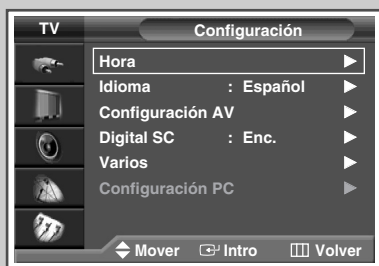 TV Configuración
Hora
Idioma : Español
Configuración AV
Digital SC : Enc.
Varios
Configuración PC
Mover Intro Volver